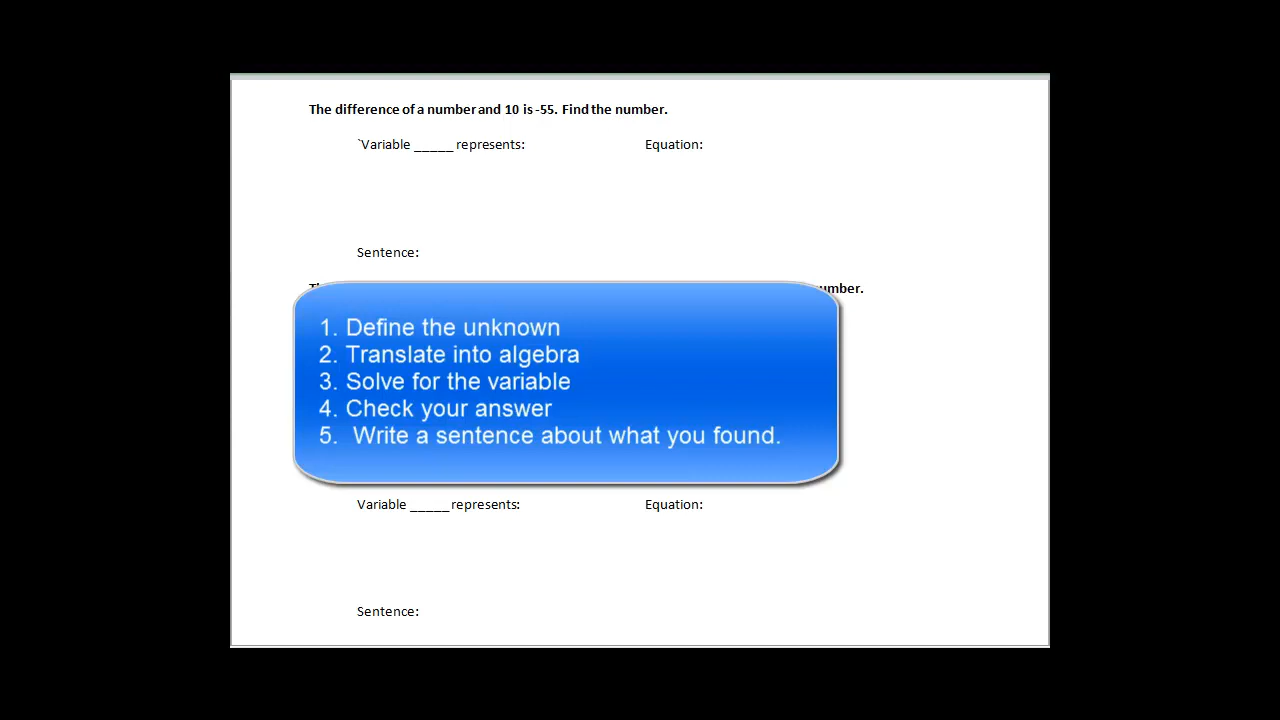 The difference of a number and 10 is -55. Find the number.
`Variable _____ represents: Equation:
Sentence:
1. Define the unknown
2. Translate into algebra
3. Solve for the variable
4. Check your answer
5. Write a sentence about what you found.
Variable _____ represents: Equation:
Sentence: